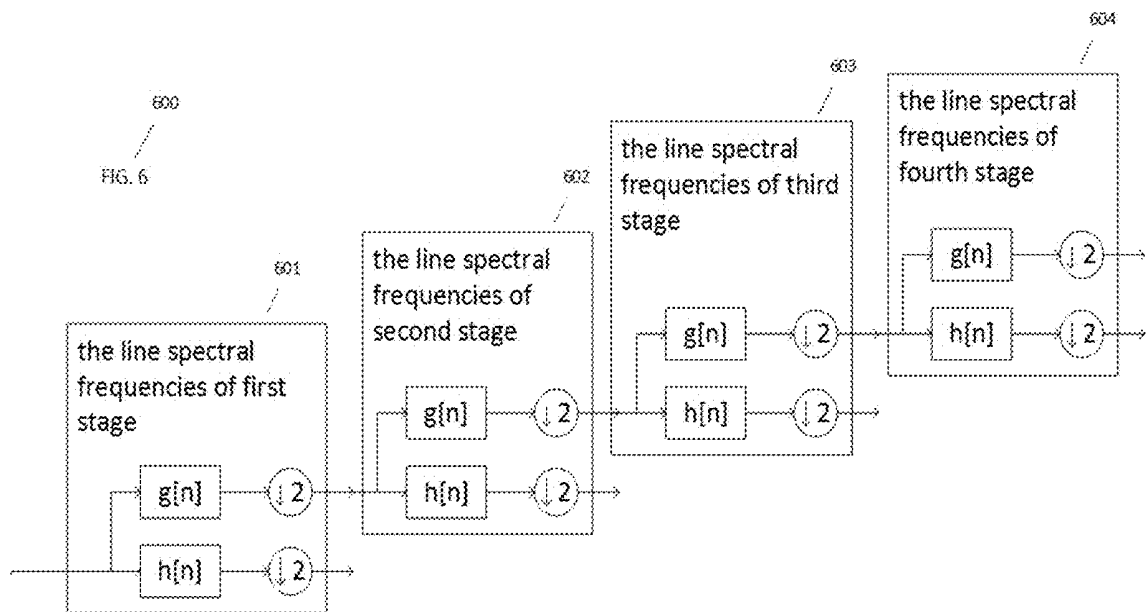 600
FIG. 6
601
the line spectral
frequencies of first
stage
g[n]
↓ 2
h[n]
↓ 2
602
the line spectral
frequencies of
second stage
g[n]
↓ 2
h[n]
↓ 2
603
the line spectral
frequencies of third
stage
g[n]
↓ 2
h[n]
↓ 2
604
the line spectral
frequencies of
fourth stage
g[n]
↓ 2
h[n]
↓ 2